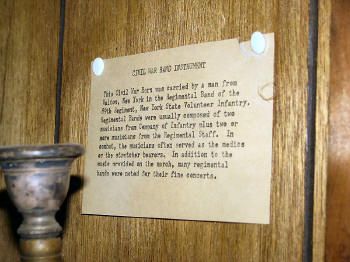 CIVIL WAR BAND INSTRUMENT
This Civil War Horn was carried by a man from
Walton, New York in the Regimental Band of the
89th Regiment, New York State Volunteer Infantry.
Regimental Bands were usually composed of two
musicians from Company of Infantry plus two or
more musicians from the Regimental Staff. In
combat, the musicians often served as the medics
or the stretcher bearers. In addition to the
music provided on the march, many regimental
bands were noted for their fine concerts.